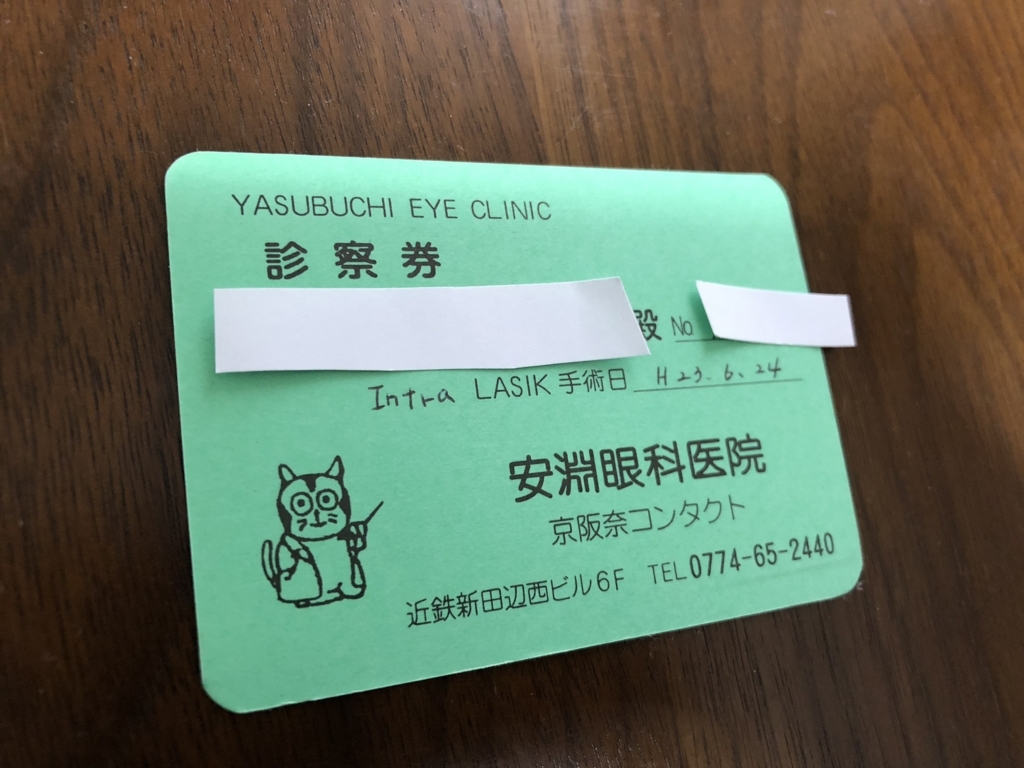 YASUBUCHI EYE CLINIC
診察券
殿 No
Intra LASIK 手術日 H 23. 6. 24
安淵眼科医院
京阪奈コンタクト
近鉄新田辺西ビル6F TEL 0774-65-2440